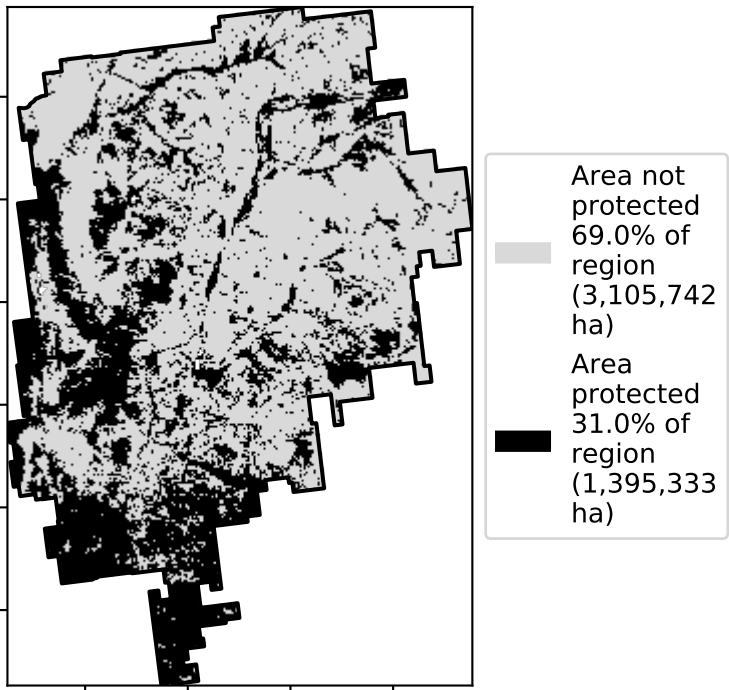 Area not
protected
69.0% of
region
(3,105,742
ha)
Area
protected
31.0% of
region
(1,395,333
ha)